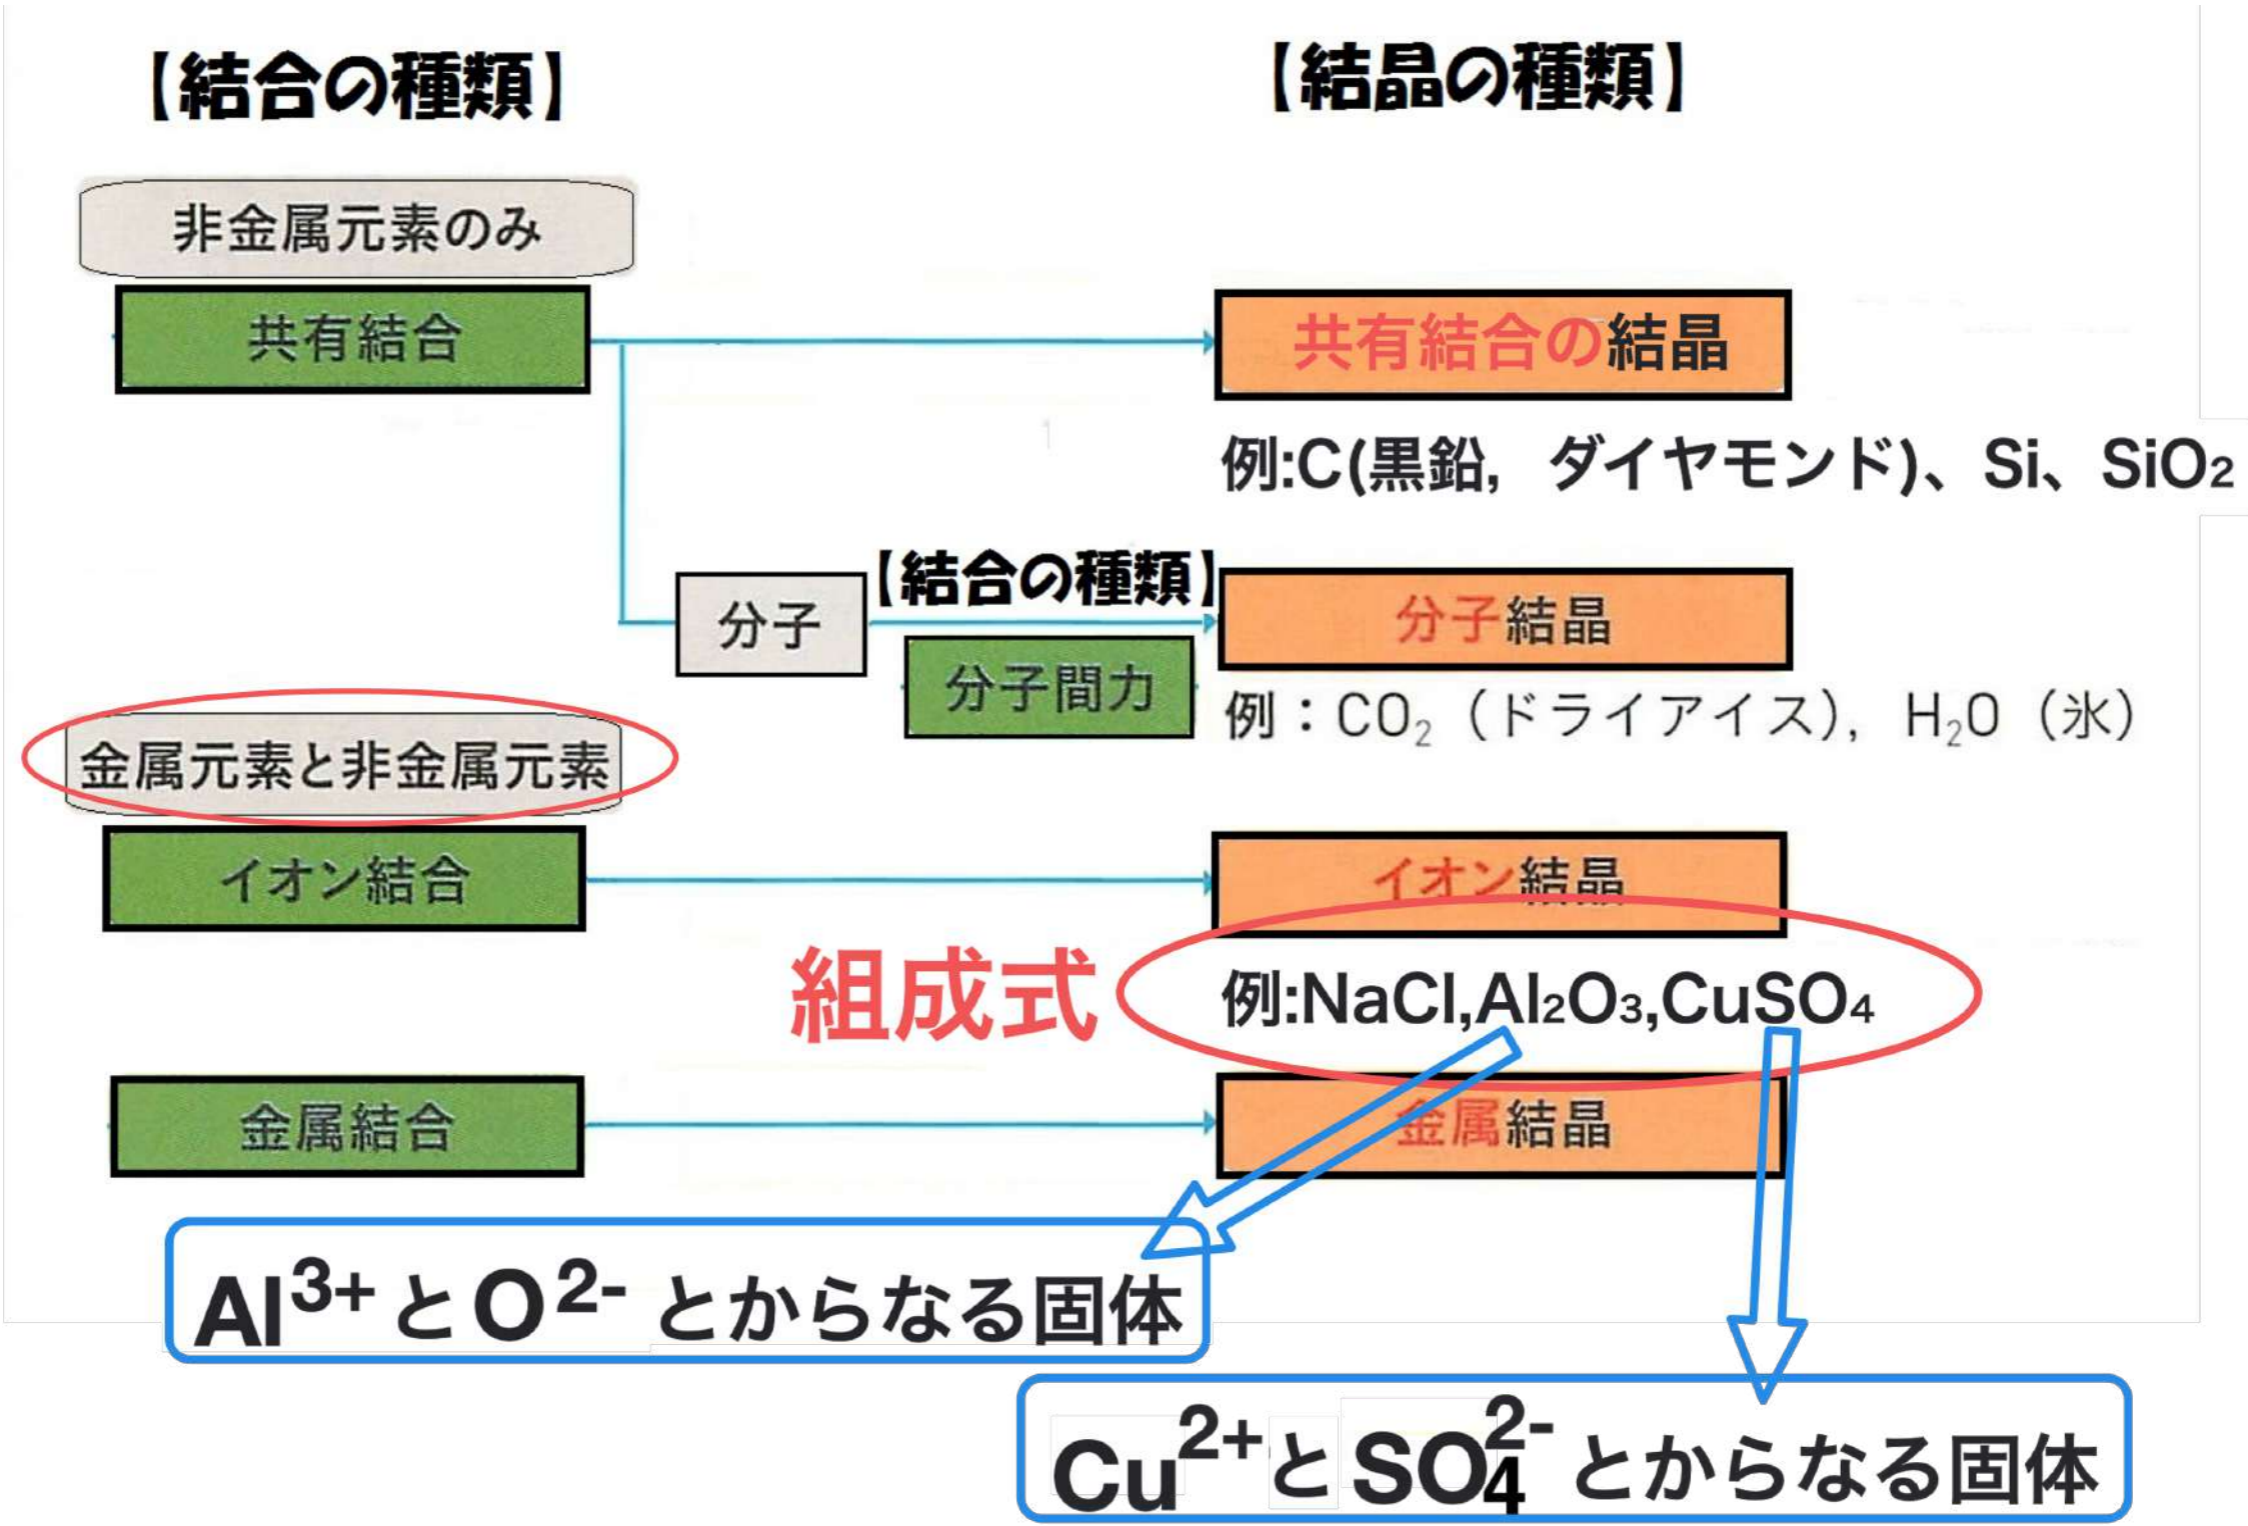 【結合の種類】
【結晶の種類】
非金属元素のみ
共有結合
共有結合の結晶
例:C(黒鉛, ダイヤモンド)、Si、SiO₂
分子
【結合の種類】
分子間力
分子結晶
例：CO₂（ドライアイス）, H₂O（氷）
金属元素と非金属元素
イオン結合
イオン結晶
組成式
例:NaCl,Al₂O₃,CuSO₄
金属結合
金属結晶
Al³⁺とO²⁻とからなる固体
Cu²⁺とSO₄²⁻とからなる固体